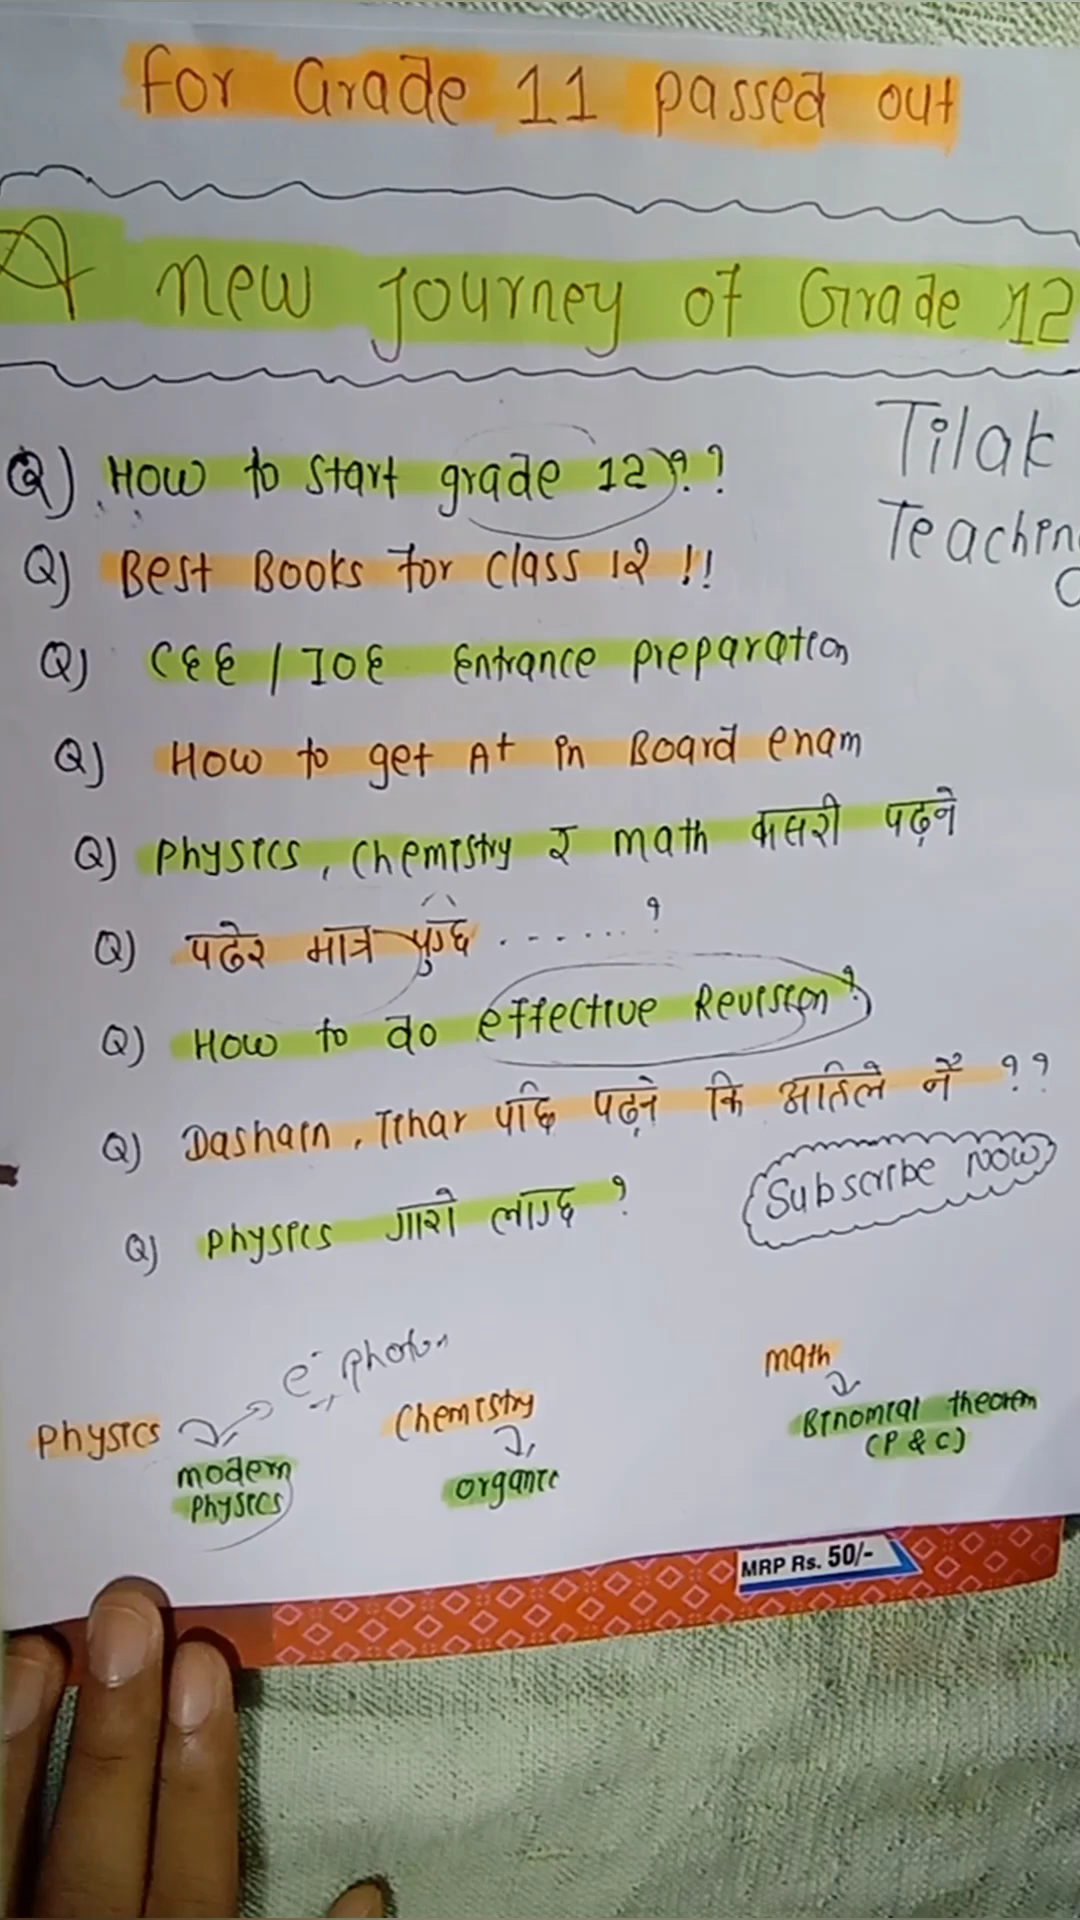 For Grade 11 passed out
A new journey of Grade 12
Q) How to start grade 12??
Tilak
Teaching
Q) Best Books for class 12 !!
Q) CEE / IOE Entrance preparation
Q) How to get A+ in Board enam
Q) Physics, Chemistry र math कसरी पढ्ने
Q) पढेर मात्र पुग्छ .......?
Q) How to do effective Revision?
Q) Dashain, Tihar पछि पढ्ने कि अहिले नै ??
Subscribe Now
Q) Physics गारो लाग्छ ?
e⁻, photon
Physics
modern
Physics
Chemistry
organic
math
Binomial theorem
(P & C)
MRP Rs. 50/-